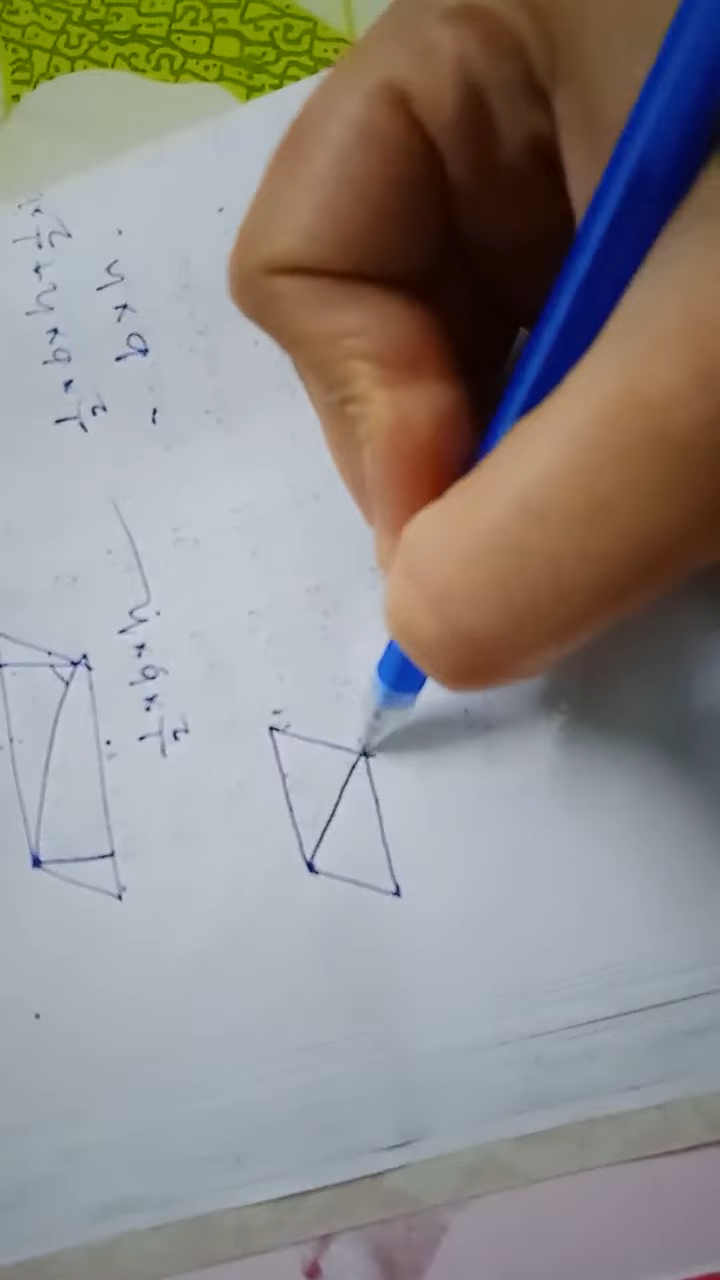 1/2 × b × h + 1/2 ×
b × h
1/2 × b × h